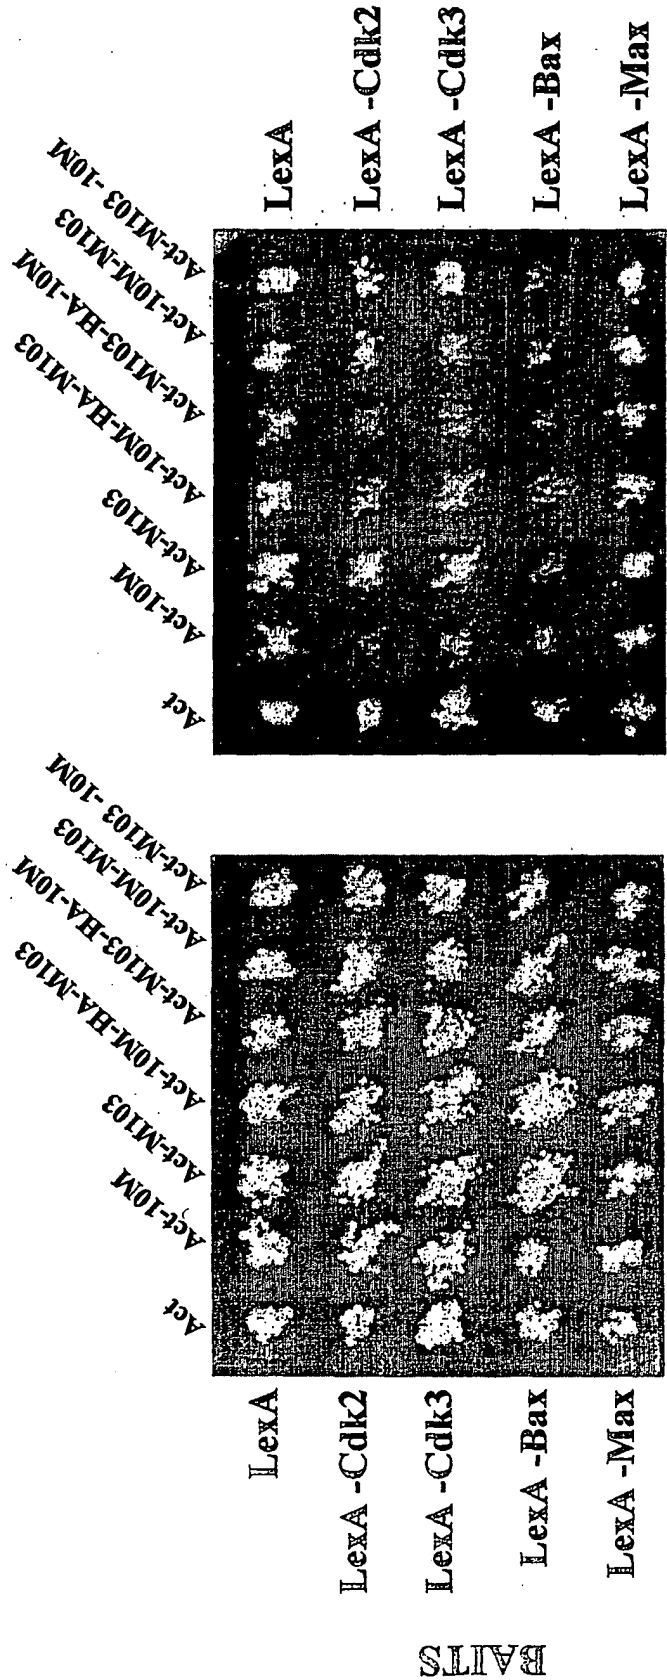 BAITS
LexA
LexA -Cdk2
LexA -Cdk3
LexA -Bax
LexA -Max
Act
Act-10M
Act-M103
Act-10M-HA-M103
Act-M103-HA-10M
Act-10M-M103
Act-M103 -10M
Act
Act-10M
Act-M103
Act-10M-HA-M103
Act-M103-HA-10M
Act-10M-M103
Act-M103 -10M
LexA
LexA -Cdk2
LexA -Cdk3
LexA -Bax
LexA -Max